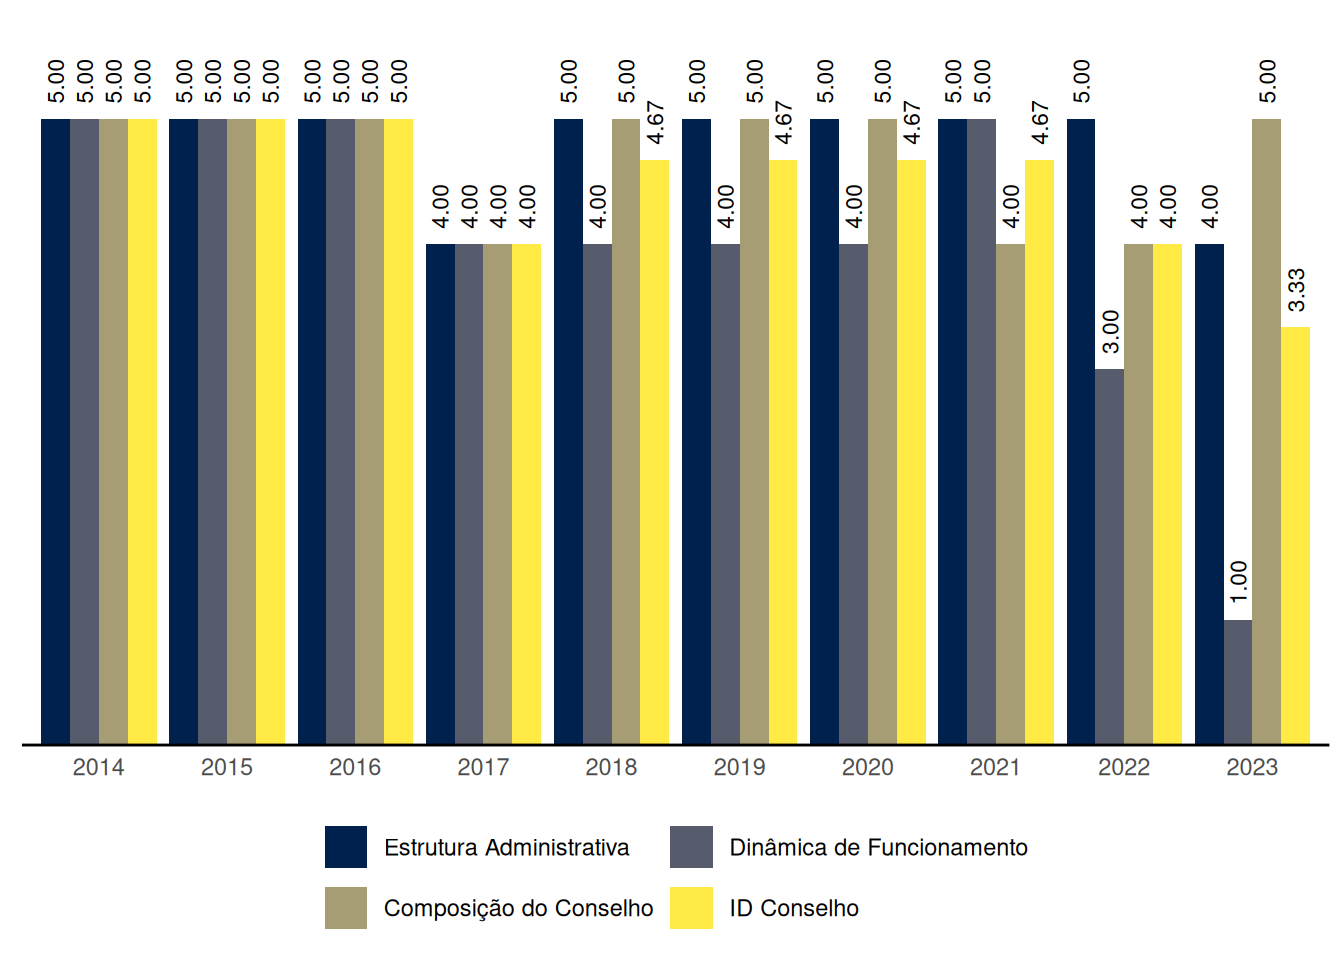 5.00 5.00 5.00 5.00 5.00 5.00 5.00 5.00 5.00 5.00 5.00 5.00 4.00 4.00 4.00 4.00 5.00 4.00 5.00 4.67 5.00 4.00 5.00 4.67 5.00 4.00 5.00 4.67 5.00 5.00 4.00 4.67 5.00 3.00 4.00 4.00 4.00 1.00 5.00 3.33
2014 2015 2016 2017 2018 2019 2020 2021 2022 2023
Estrutura Administrativa Dinâmica de Funcionamento
Composição do Conselho ID Conselho